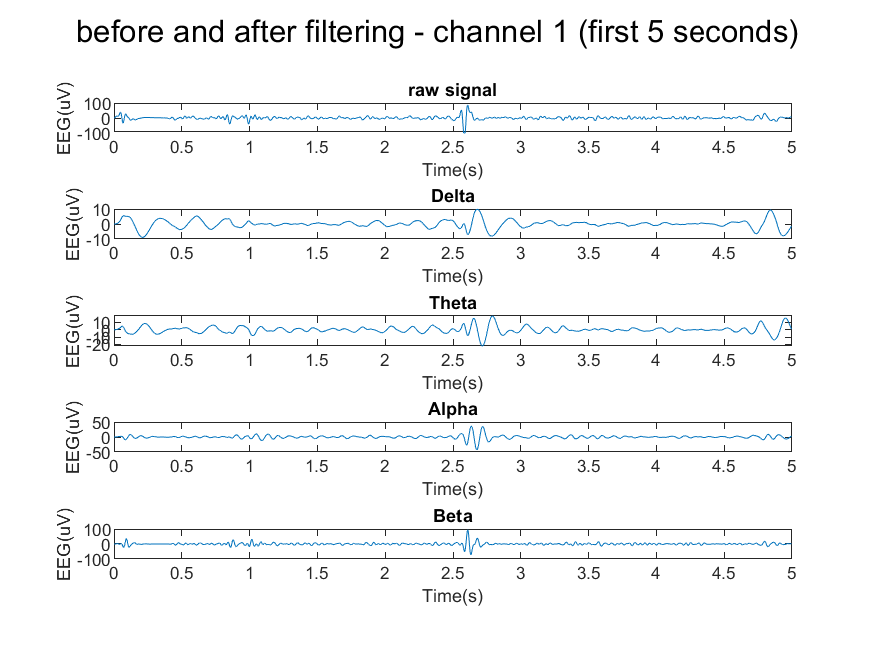 before and after filtering - channel 1 (first 5 seconds)
raw signal
EEG(uV)
100
0
-100
0 0.5 1 1.5 2 2.5 3 3.5 4 4.5 5
Time(s)
Delta
EEG(uV)
10
0
-10
0 0.5 1 1.5 2 2.5 3 3.5 4 4.5 5
Time(s)
Theta
EEG(uV)
10
-20
0 0.5 1 1.5 2 2.5 3 3.5 4 4.5 5
Time(s)
Alpha
EEG(uV)
50
0
-50
0 0.5 1 1.5 2 2.5 3 3.5 4 4.5 5
Time(s)
Beta
EEG(uV)
100
0
-100
0 0.5 1 1.5 2 2.5 3 3.5 4 4.5 5
Time(s)